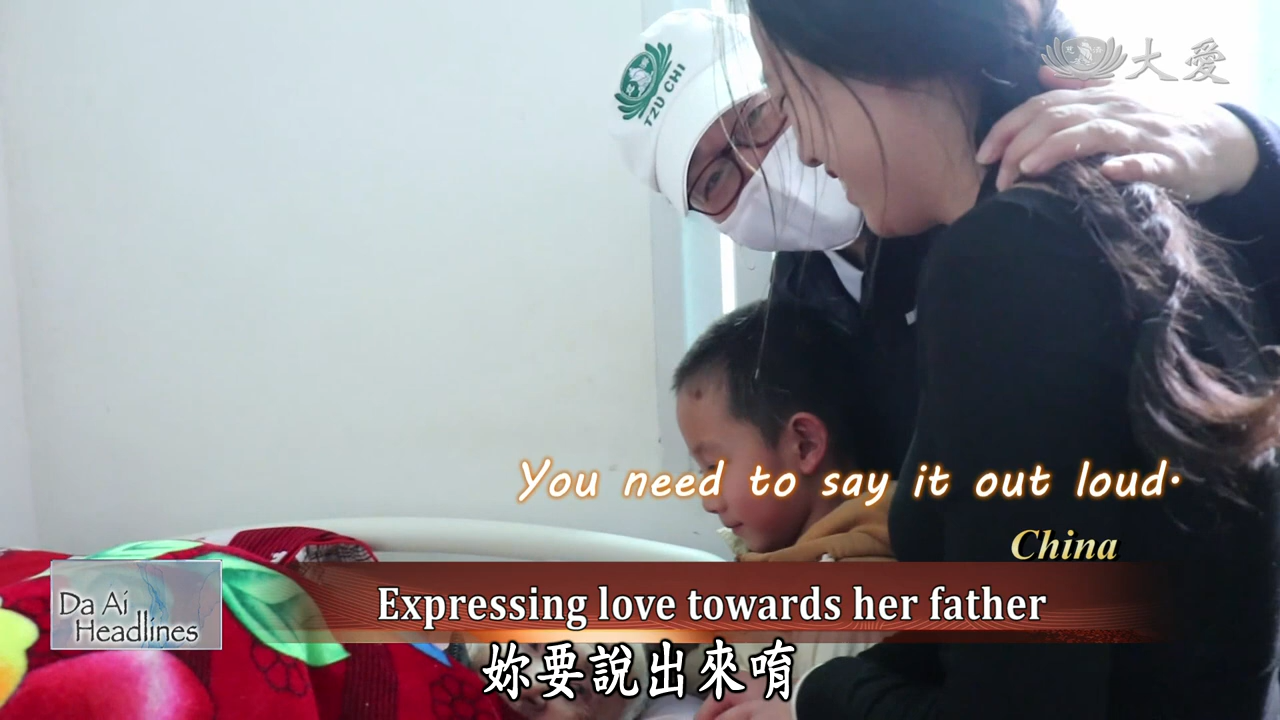 大愛
TZU CHI
You need to say it out loud.
China
Expressing love towards her father
Da Ai
Headlines
妳要說出來唷